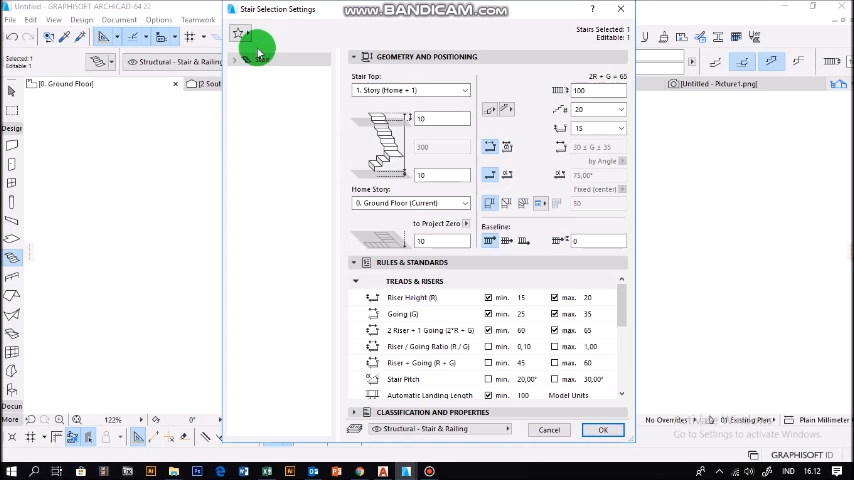 Untitled - GRAPHISOFT ARCHICAD-64
File Edit View Design Document Options Teamwork
Selected: 1
Editable: 1
Structural - Stair & Railing
[0. Ground Floor]
[2 Sout
[Untitled - Picture1.png]
Design
Docun
Stair Selection Settings
www.BANDICAM.com
Stairs Selected: 1
Editable: 1
Stair
GEOMETRY AND POSITIONING
Stair Top:
1. Story (Home + 1)
10
300
10
Home Story:
0. Ground Floor (Current)
to Project Zero
10
2R + G = 65
100
20
15
30 ≤ G ≤ 35
by Angle
75,00°
Fixed (center)
50
Baseline:
0
RULES & STANDARDS
TREADS & RISERS
Riser Height (R) min. 15 max. 20
Going (G) min. 25 max. 35
2 Riser + 1 Going (2*R + G) min. 60 max. 65
Riser / Going Ratio (R / G) min. 0,10 max. 1,00
Riser + Going (R + G) min. 45 max. 60
Stair Pitch min. 20,00° max. 30,00°
Automatic Landing Length min. 100 Model Units
CLASSIFICATION AND PROPERTIES
Structural - Stair & Railing
Cancel OK
122% 0°
No Overrides 01 Existing Plan Plain Millimeter
Go to Settings to activate Windows.
GRAPHISOFT ID
IND 16.12